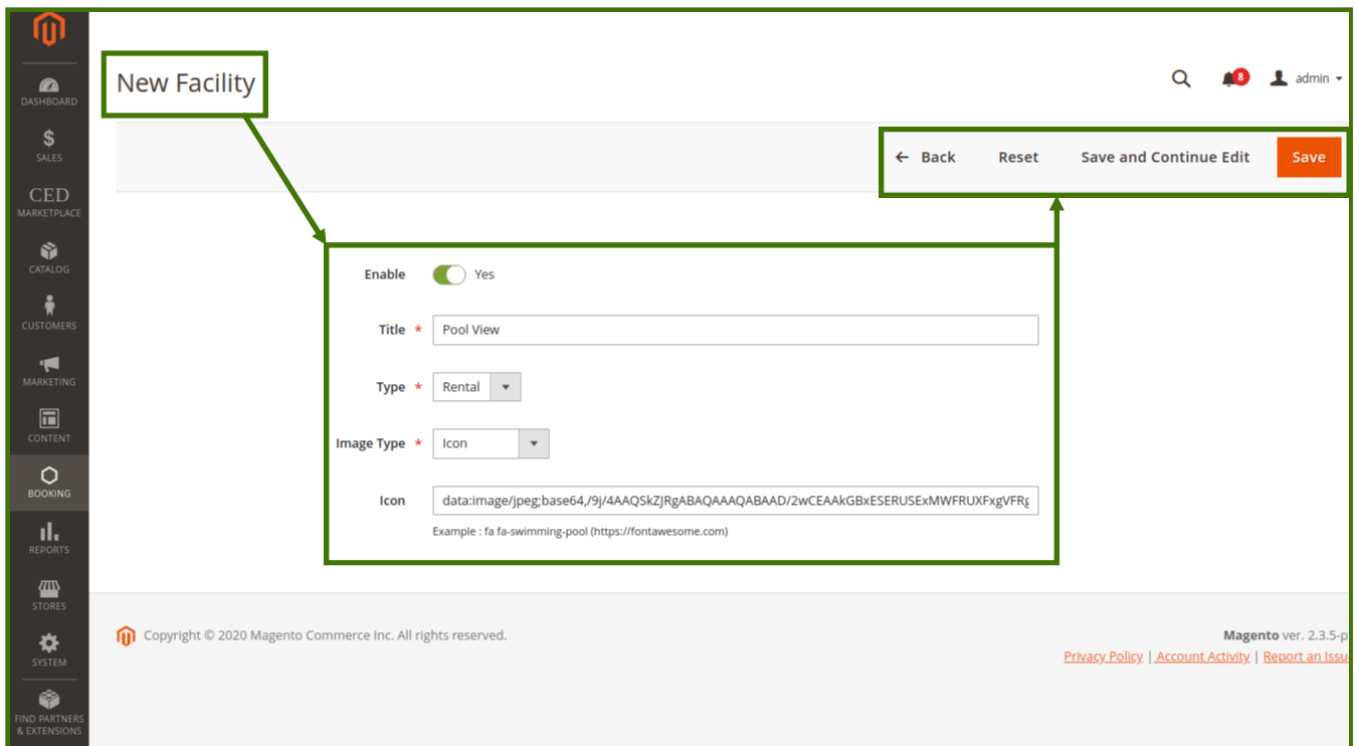 New Facility
8
admin
DASHBOARD
$
SALES
CED
MARKETPLACE
CATALOG
CUSTOMERS
MARKETING
CONTENT
BOOKING
REPORTS
STORES
SYSTEM
FIND PARTNERS
& EXTENSIONS
← Back Reset Save and Continue Edit Save
Enable Yes
Title * Pool View
Type * Rental
Image Type * Icon
Icon data:image/jpeg;base64,/9j/4AAQSkZJRgABAQAAAQABAAD/2wCEAAkGBxESERUSExMWFRUXFxgVFRg
Example : fa fa-swimming-pool (https://fontawesome.com)
Copyright © 2020 Magento Commerce Inc. All rights reserved.
Magento ver. 2.3.5-p
Privacy Policy | Account Activity | Report an Issu